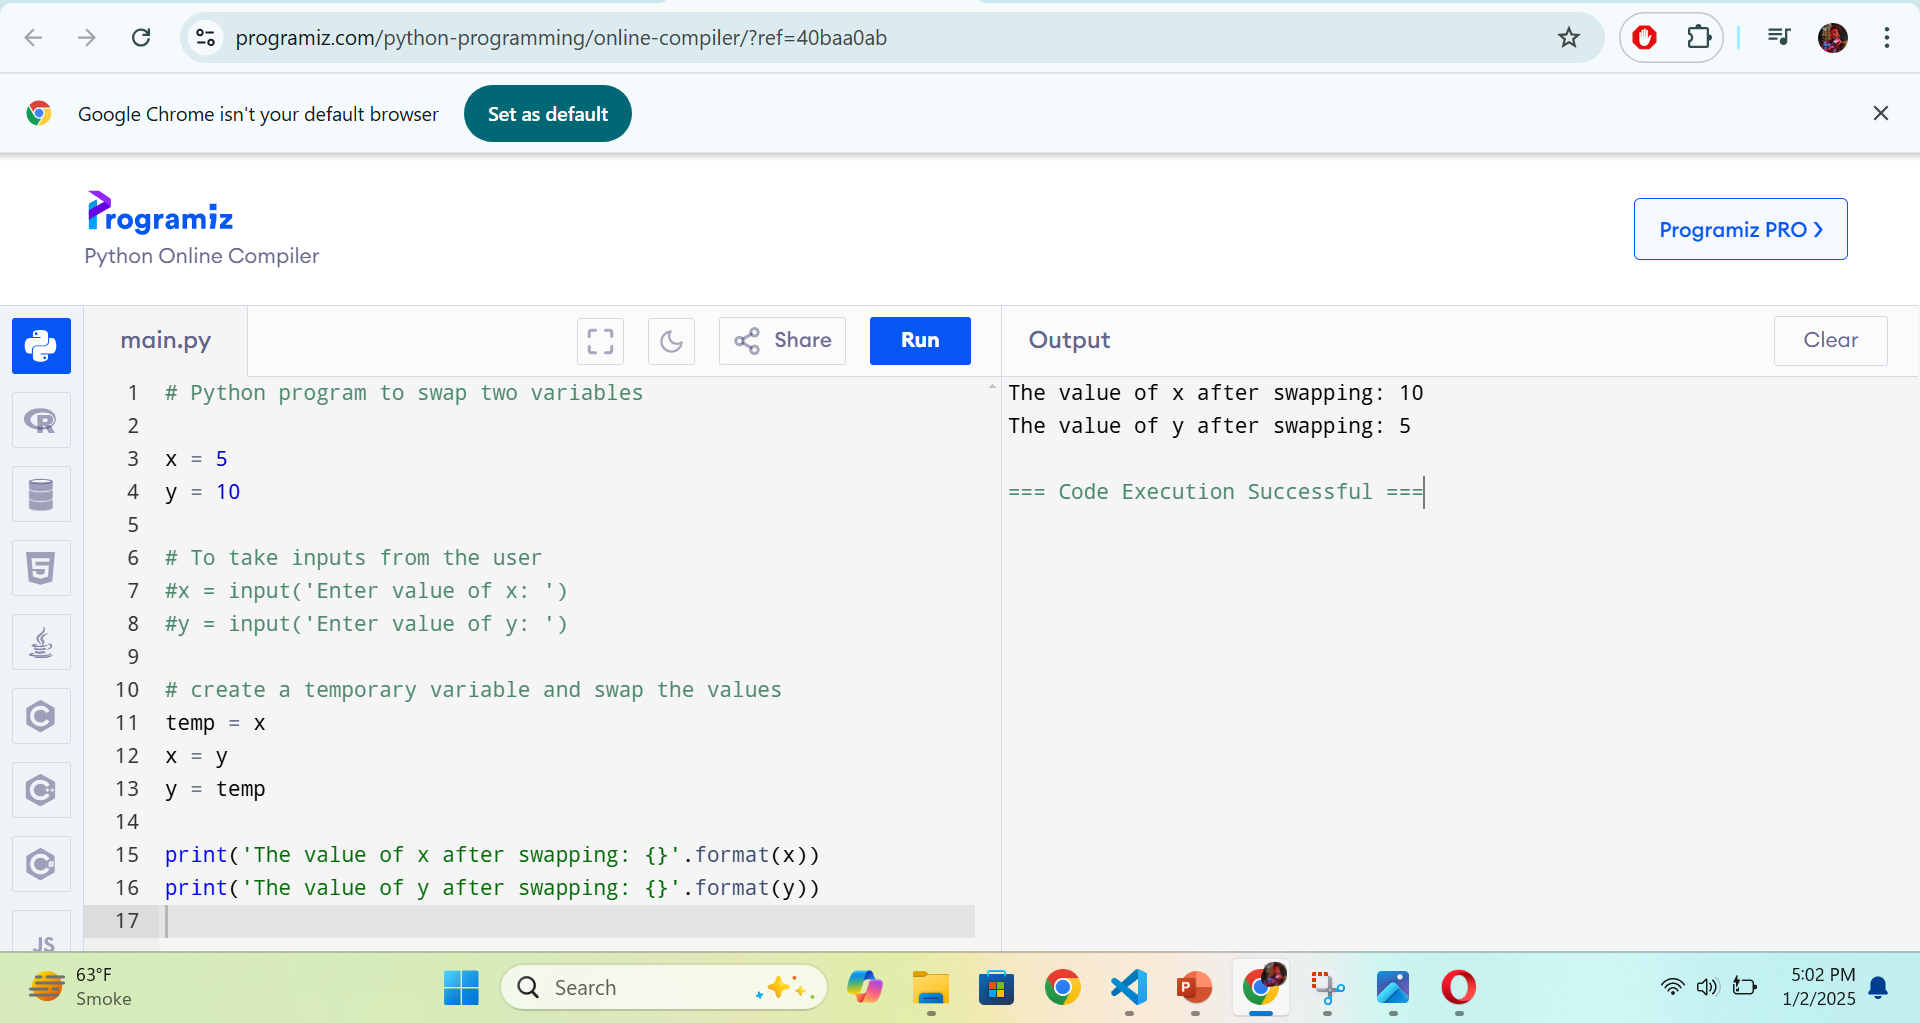 programiz.com/python-programming/online-compiler/?ref=40baa0ab
Google Chrome isn't your default browser
Set as default
Programiz
Python Online Compiler
Programiz PRO ❯
main.py
Share
Run
Output
Clear
1 # Python program to swap two variables
2
3 x = 5
4 y = 10
5
6 # To take inputs from the user
7 #x = input('Enter value of x: ')
8 #y = input('Enter value of y: ')
9
10 # create a temporary variable and swap the values
11 temp = x
12 x = y
13 y = temp
14
15 print('The value of x after swapping: {}'.format(x))
16 print('The value of y after swapping: {}'.format(y))
17
The value of x after swapping: 10
The value of y after swapping: 5
=== Code Execution Successful ===
R
5
C
C++
C#
JS
63°F
Smoke
Search
P
5:02 PM
1/2/2025